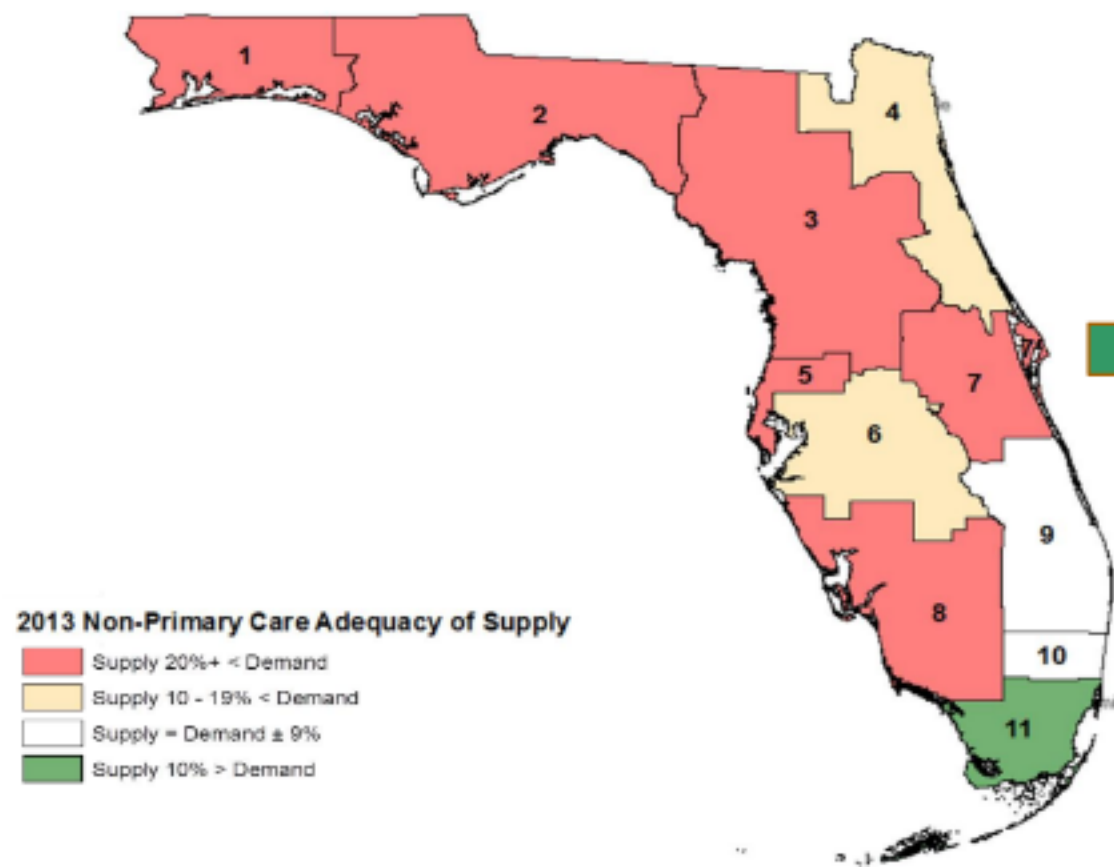 1
2
4
3
7
5
7
6
9
8
10
11
2013 Non-Primary Care Adequacy of Supply
Supply 20%+ < Demand
Supply 10 - 19% < Demand
Supply = Demand ± 9%
Supply 10% > Demand